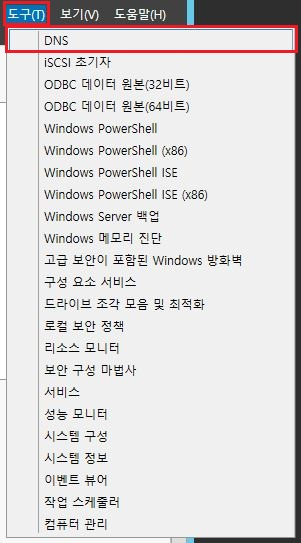 도구(T) 보기(V) 도움말(H)
DNS
iSCSI 초기자
ODBC 데이터 원본(32비트)
ODBC 데이터 원본(64비트)
Windows PowerShell
Windows PowerShell (x86)
Windows PowerShell ISE
Windows PowerShell ISE (x86)
Windows Server 백업
Windows 메모리 진단
고급 보안이 포함된 Windows 방화벽
구성 요소 서비스
드라이브 조각 모음 및 최적화
로컬 보안 정책
리소스 모니터
보안 구성 마법사
서비스
성능 모니터
시스템 구성
시스템 정보
이벤트 뷰어
작업 스케줄러
컴퓨터 관리